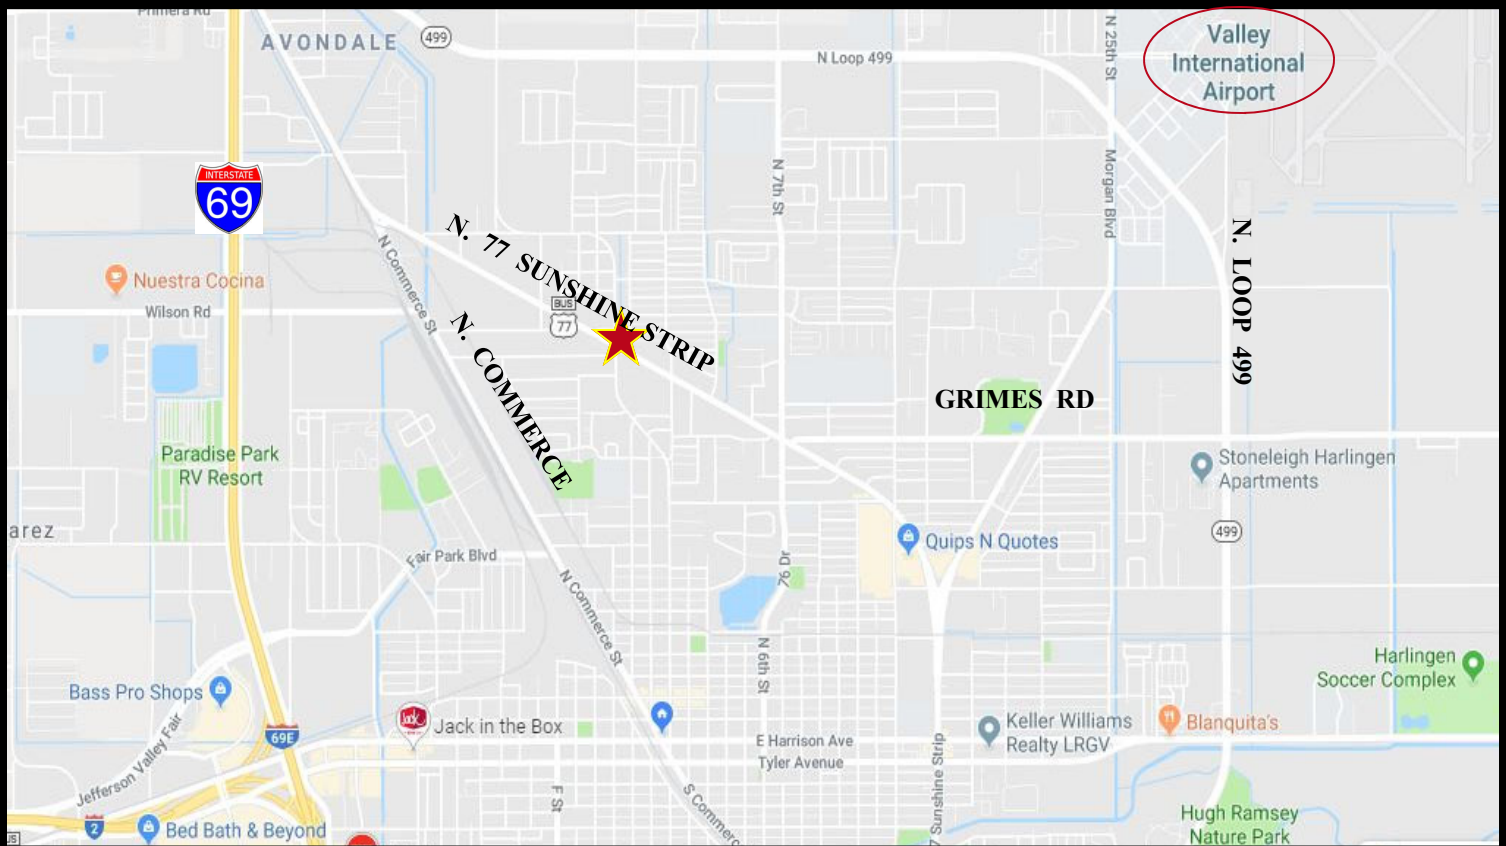 Primera Rd
AVONDALE
499
N Loop 499
N 25th St
Valley
International
Airport
INTERSTATE
69
N 7th St
Morgan Blvd
N. 77 SUNSHINE STRIP
N. LOOP 499
N Commerce St
Nuestra Cocina
Wilson Rd
BUS
77
N. COMMERCE
GRIMES RD
Paradise Park
RV Resort
Stoneleigh Harlingen
Apartments
arez
499
Quips N Quotes
Fair Park Blvd
76 Dr
N Commerce St
N 6th St
Harlingen
Soccer Complex
Bass Pro Shops
Jack
Jack in the Box
Keller Williams
Realty LRGV
Blanquita's
69E
E Harrison Ave
Tyler Avenue
Jefferson Valley Fair
F St
S Commerc
7 Sunshine Strip
2
Bed Bath & Beyond
Hugh Ramsey
Nature Park
US